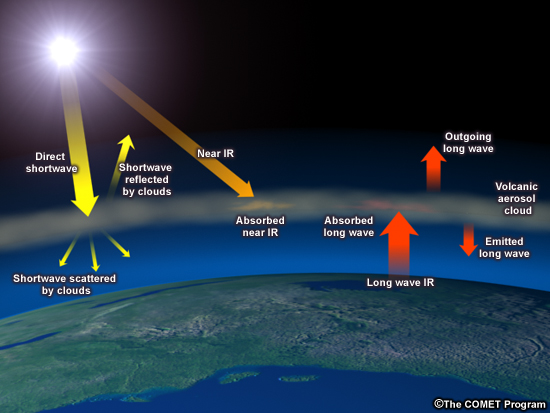 Direct
shortwave
Shortwave
reflected
by clouds
Near IR
Outgoing
long wave
Volcanic
aerosol
cloud
Absorbed
near IR
Absorbed
long wave
Emitted
long wave
Shortwave scattered
by clouds
Long wave IR
©The COMET Program